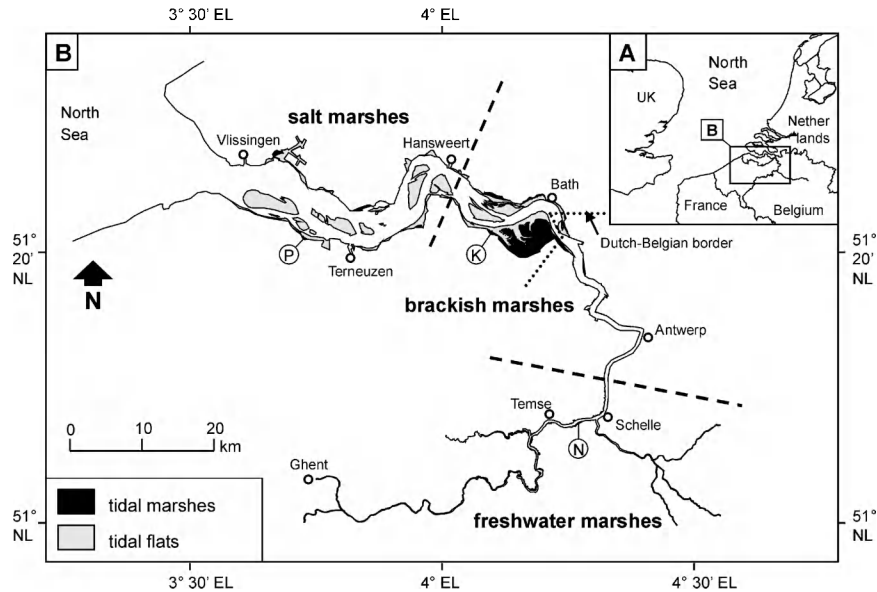 3° 30' EL
4° EL
B
A
North
Sea
UK
Nether
lands
B
France
Belgium
North
Sea
salt marshes
Vlissingen
Hansweert
Bath
Dutch-Belgian border
51°
20'
NL
51°
20'
NL
P
K
Terneuzen
N
brackish marshes
Antwerp
Temse
Schelle
N
0
10
20
km
Ghent
freshwater marshes
tidal marshes
tidal flats
51°
NL
51°
NL
3° 30' EL
4° EL
4° 30' EL